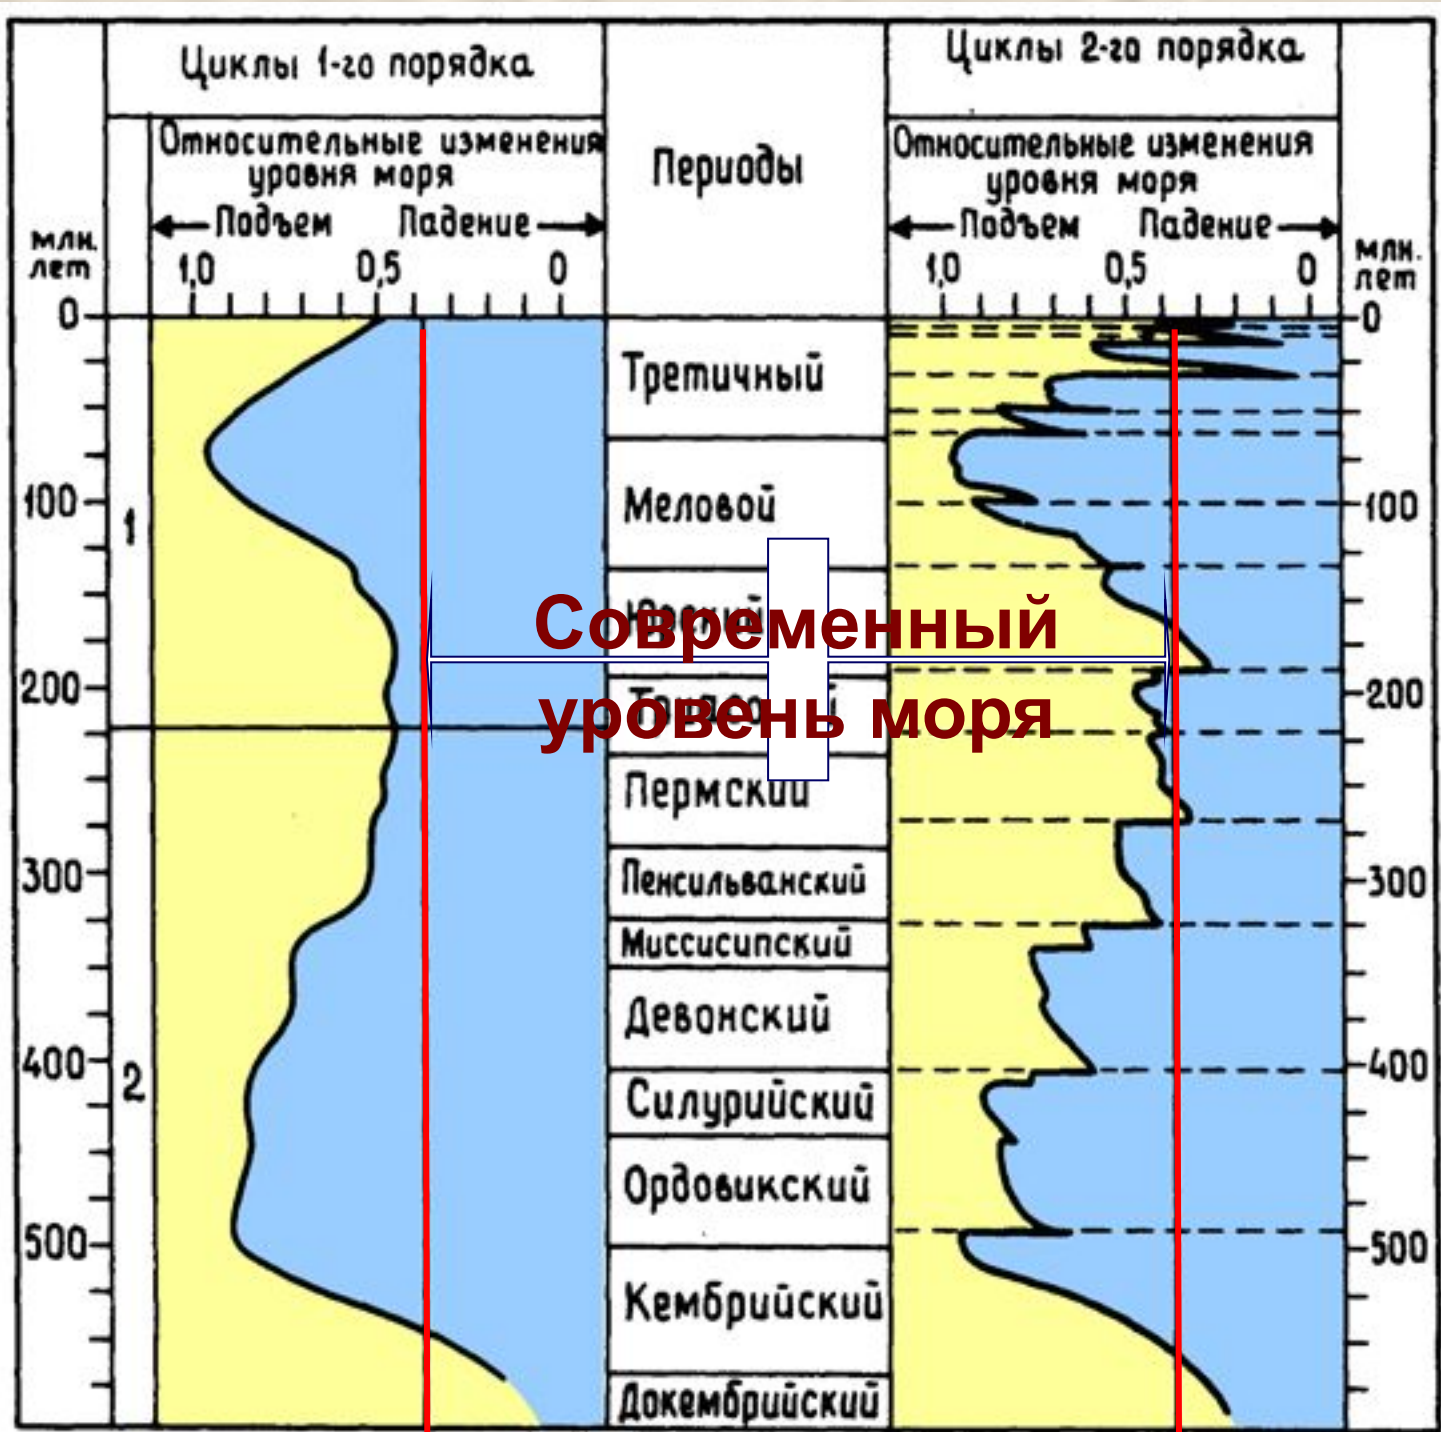 Циклы 1-го порядка
Относительные изменения
уровня моря
Подъем Падение
млн.
лет
1,0 0,5 0
Периоды
Циклы 2-го порядка
Относительные изменения
уровня моря
Подъем Падение
млн.
лет
1,0 0,5 0
0
100
200
300
400
500
1
2
Третичный
Меловой
Современный
уровень моря
Пермский
Пенсильванский
Миссисипский
Девонский
Силурийский
Ордовикский
Кембрийский
Докембрийский
0
100
200
300
400
500